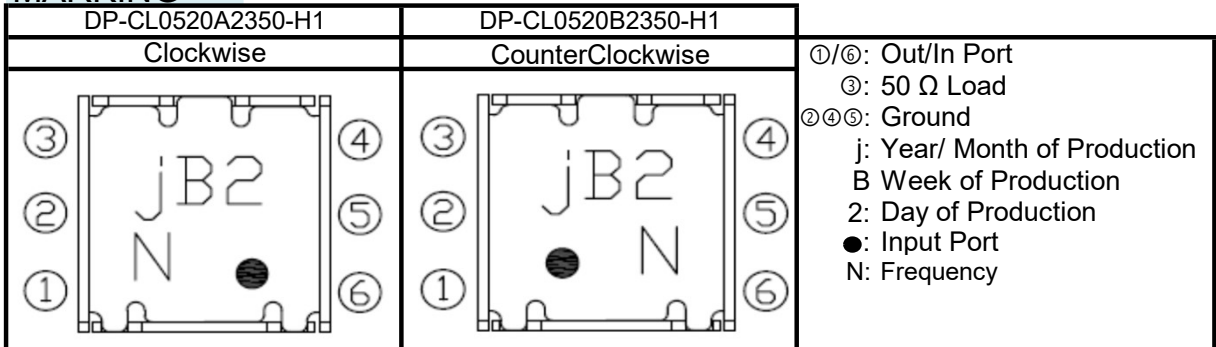 DP-CL0520A2350-H1 DP-CL0520B2350-H1
Clockwise CounterClockwise
③ ④ ③ ④
jB2 jB2
② ⑤ ② ⑤
N N
① ⑥ ① ⑥
①/⑥: Out/In Port
③: 50 Ω Load
②④⑤: Ground
j: Year/ Month of Production
B Week of Production
2: Day of Production
●: Input Port
N: Frequency